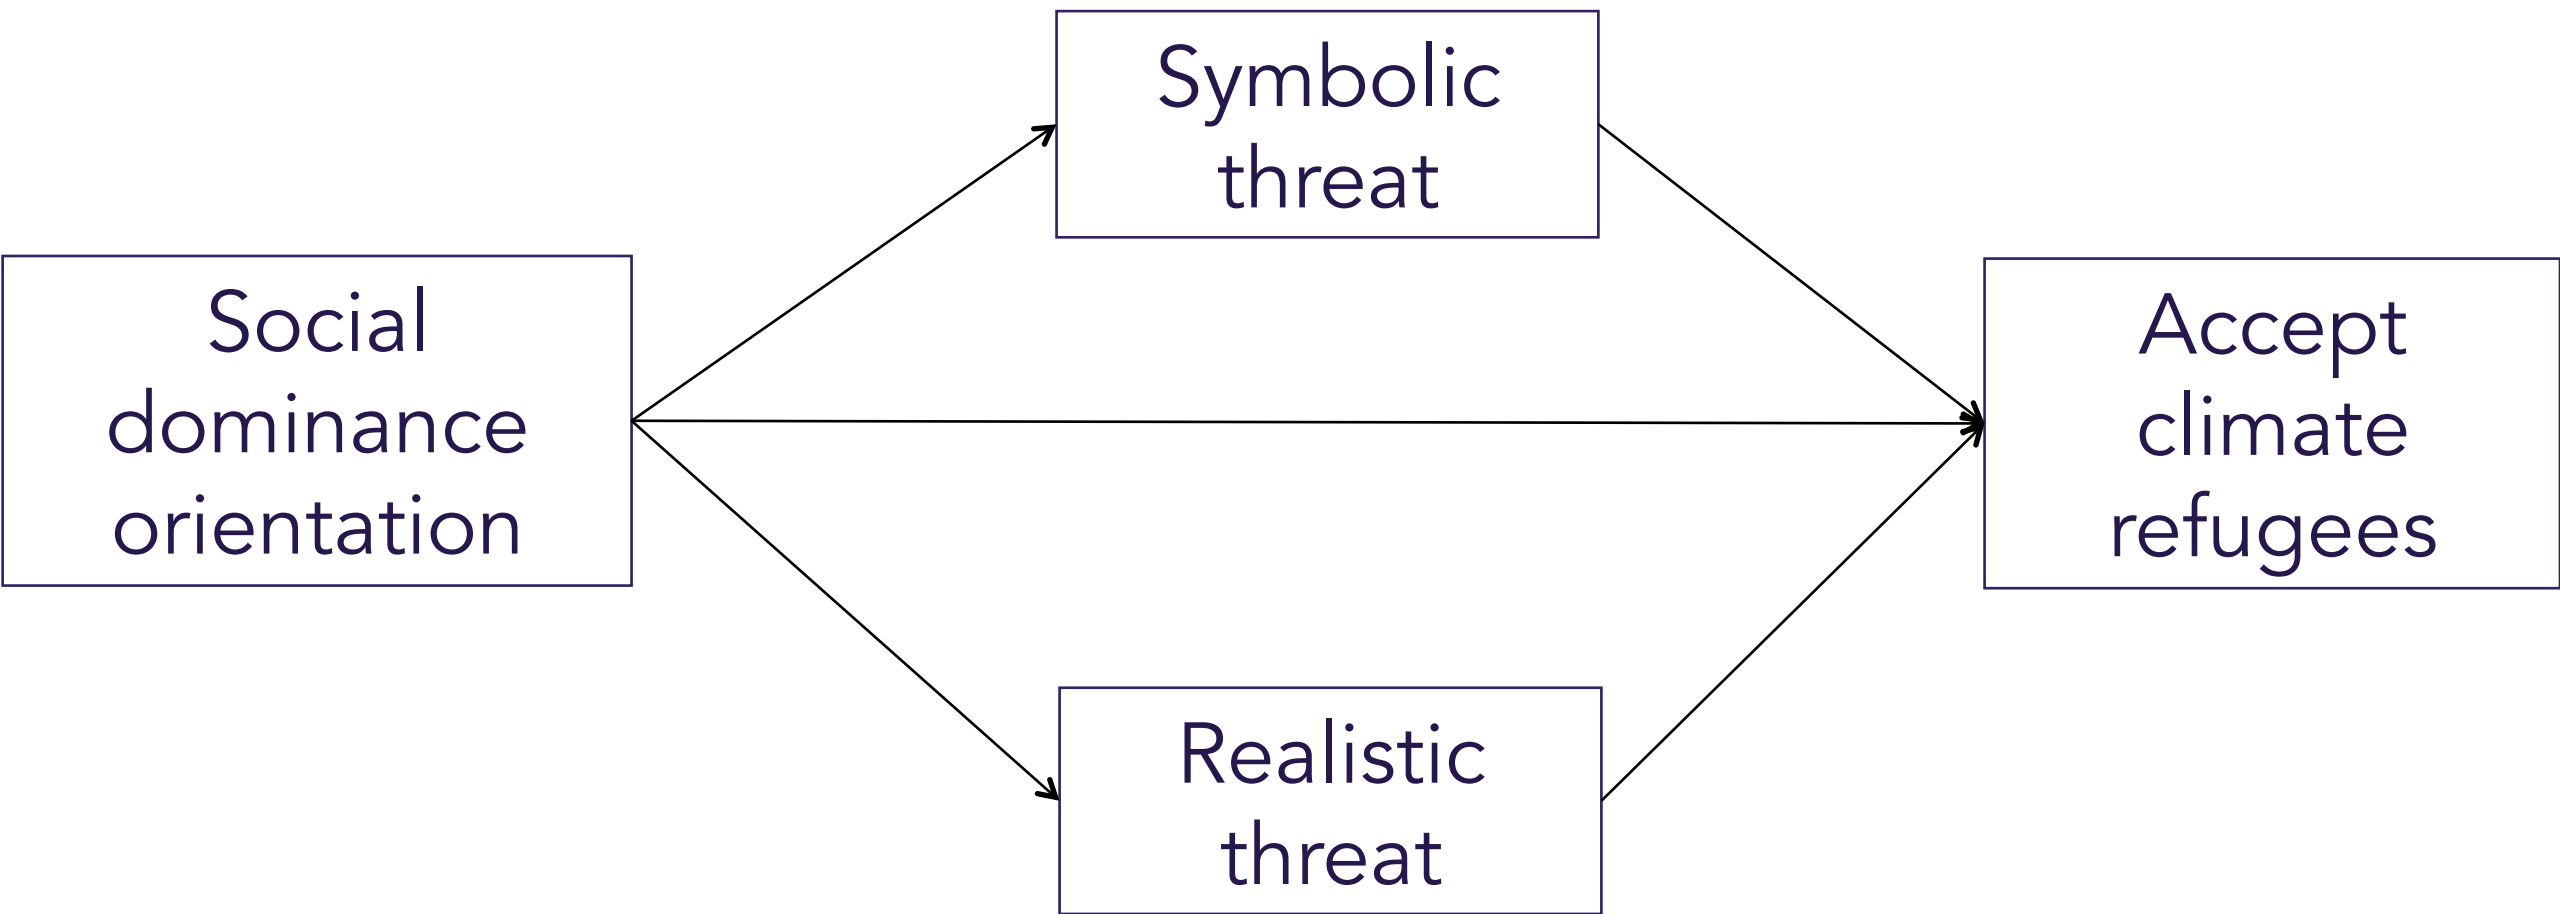 Symbolic
threat
Social
dominance
orientation
Accept
climate
refugees
Realistic
threat